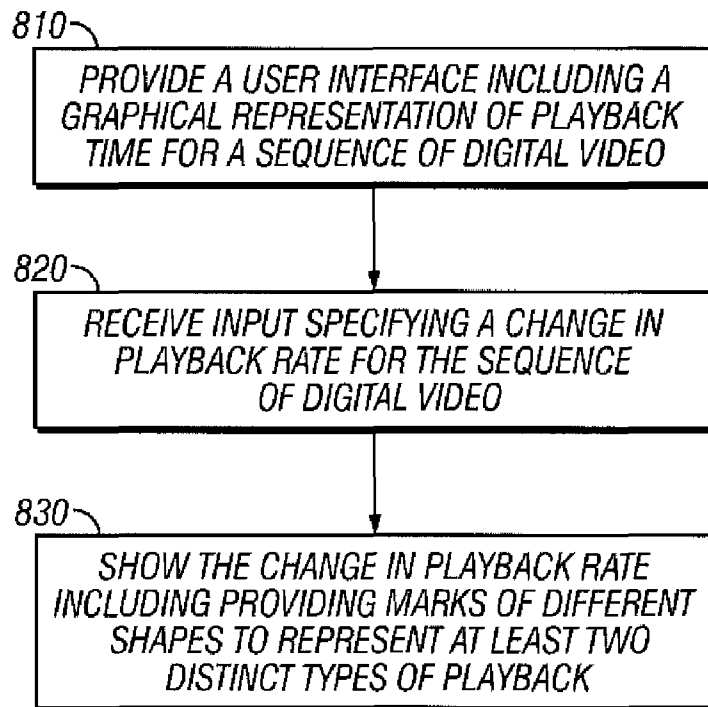 810
PROVIDE A USER INTERFACE INCLUDING A
GRAPHICAL REPRESENTATION OF PLAYBACK
TIME FOR A SEQUENCE OF DIGITAL VIDEO
820
RECEIVE INPUT SPECIFYING A CHANGE IN
PLAYBACK RATE FOR THE SEQUENCE
OF DIGITAL VIDEO
830
SHOW THE CHANGE IN PLAYBACK RATE
INCLUDING PROVIDING MARKS OF DIFFERENT
SHAPES TO REPRESENT AT LEAST TWO
DISTINCT TYPES OF PLAYBACK